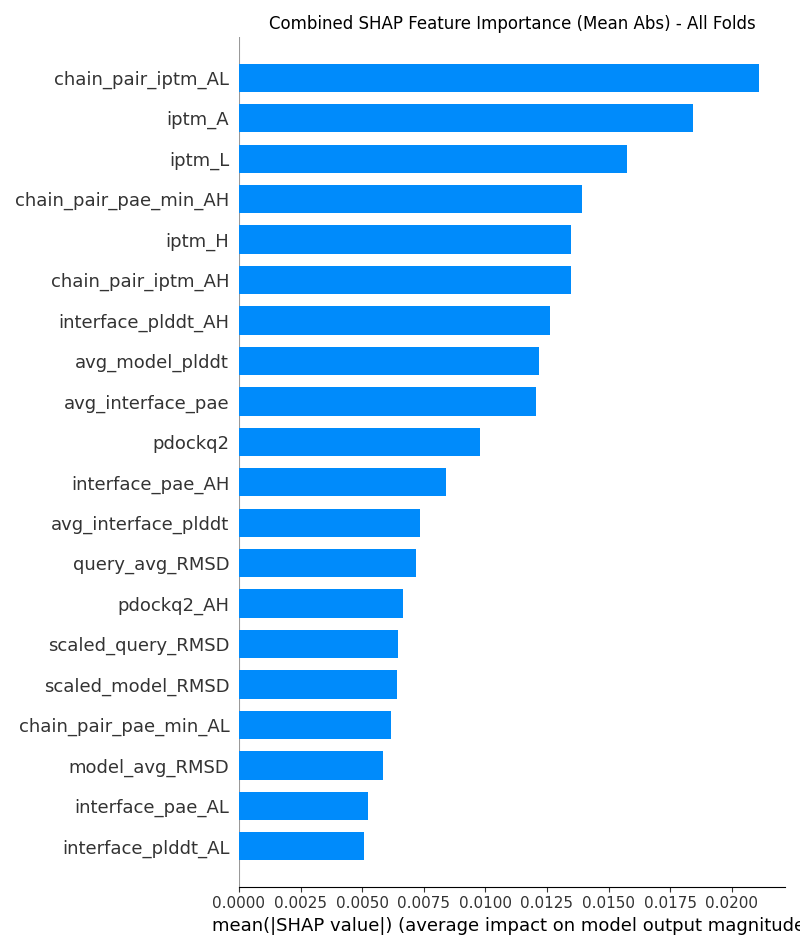 Combined SHAP Feature Importance (Mean Abs) - All Folds
chain_pair_iptm_AL
iptm_A
iptm_L
chain_pair_pae_min_AH
iptm_H
chain_pair_iptm_AH
interface_plddt_AH
avg_model_plddt
avg_interface_pae
pdockq2
interface_pae_AH
avg_interface_plddt
query_avg_RMSD
pdockq2_AH
scaled_query_RMSD
scaled_model_RMSD
chain_pair_pae_min_AL
model_avg_RMSD
interface_pae_AL
interface_plddt_AL
0.0000 0.0025 0.0050 0.0075 0.0100 0.0125 0.0150 0.0175 0.0200
mean(|SHAP value|) (average impact on model output magnitude